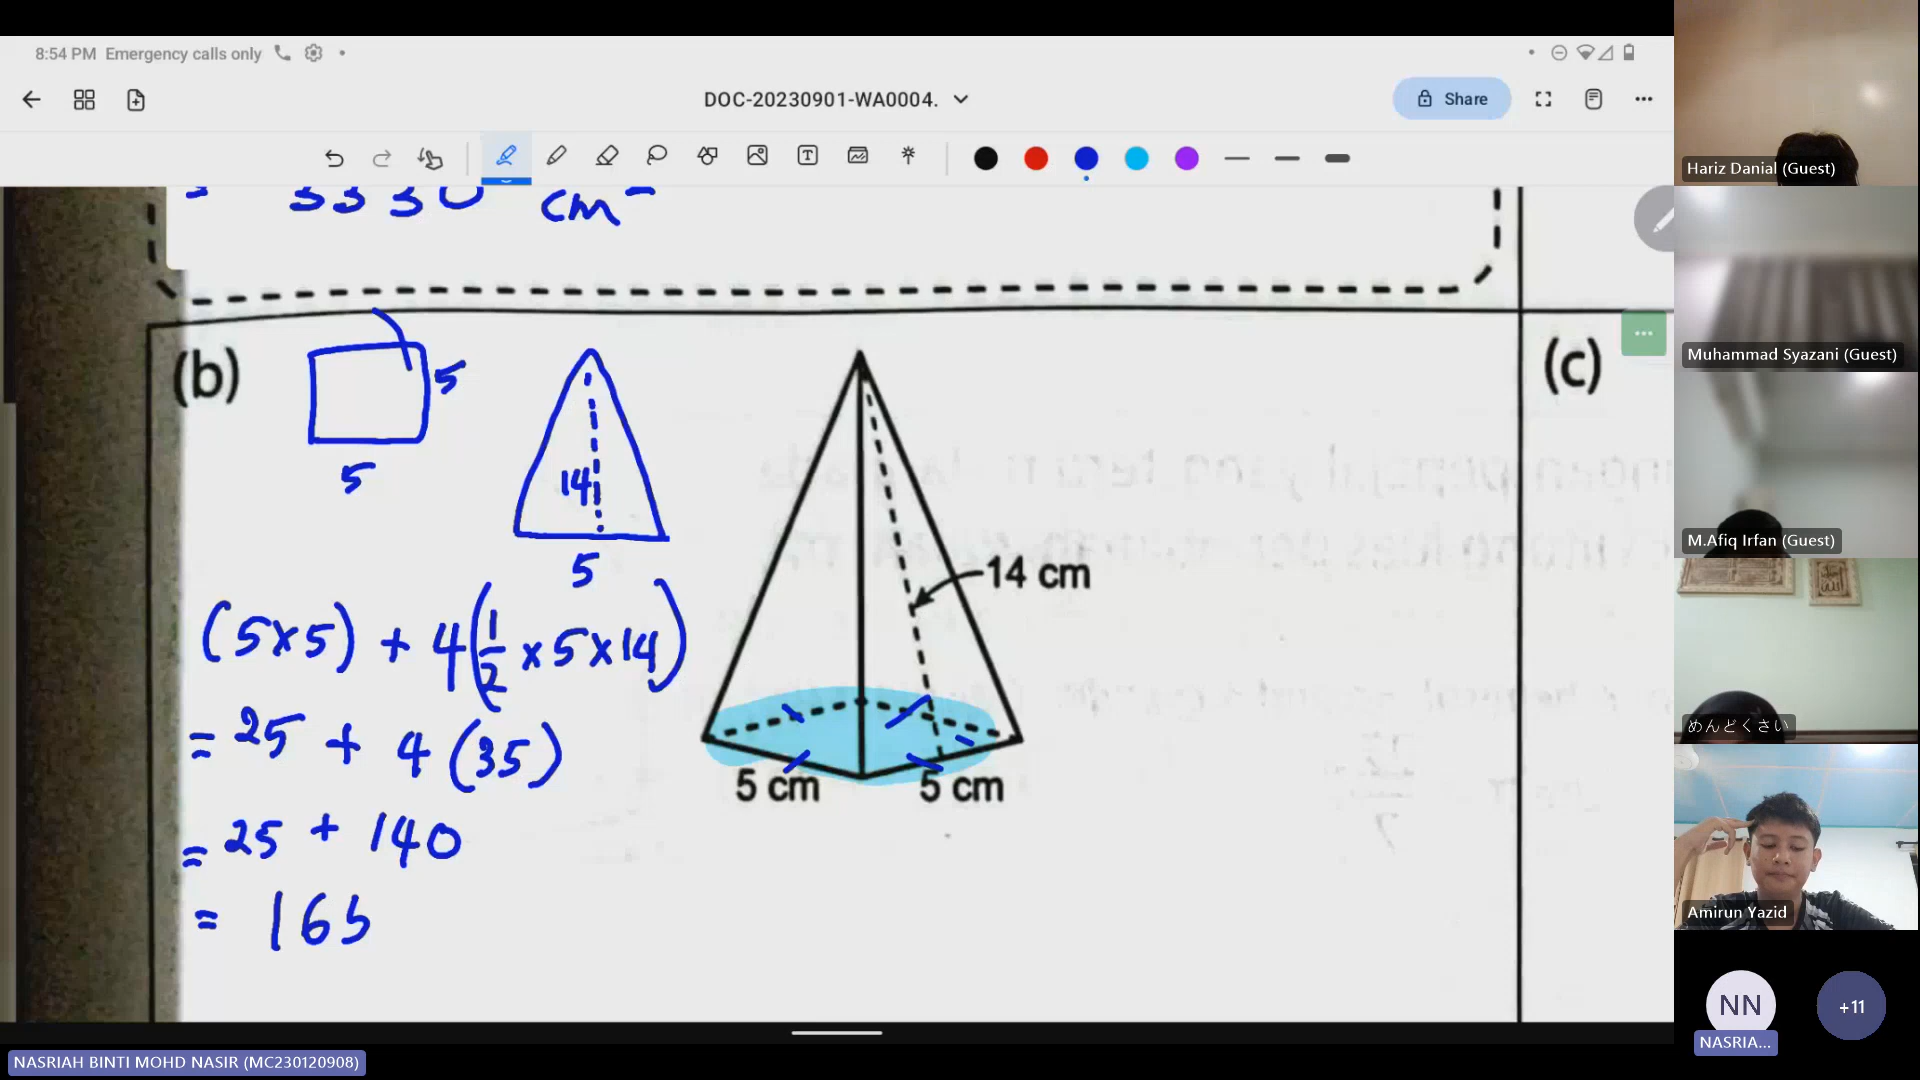 8:54 PM Emergency calls only
DOC-20230901-WA0004.
Share
= 3330 cm²
(b)
5
5
14
5
14 cm
5 cm
5 cm
(5×5) + 4(1/2 × 5 × 14)
= 25 + 4 (35)
= 25 + 140
= 165
(c)
Hariz Danial (Guest)
Muhammad Syazani (Guest)
M.Afiq Irfan (Guest)
めんどくさい
Amirun Yazid
NN
+11
NASRIA...
NASRIAH BINTI MOHD NASIR (MC230120908)